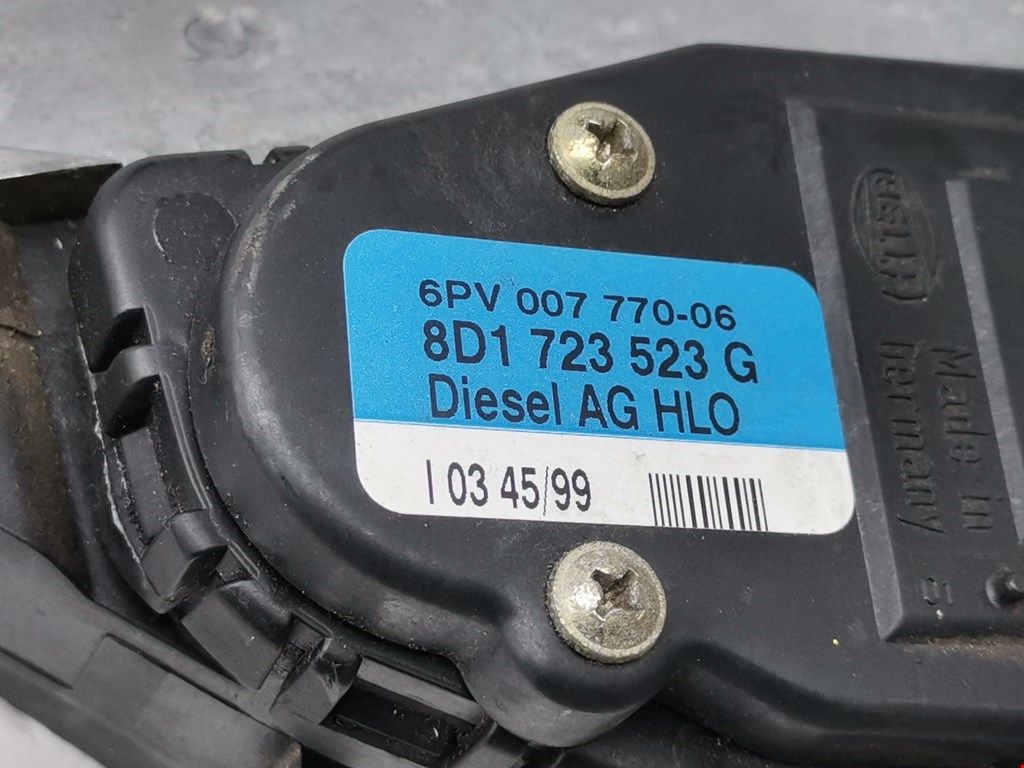 6PV 007 770-06
8D1 723 523 G
Diesel AG HLO
I 03 45/99
HELLA
Made in
Germany